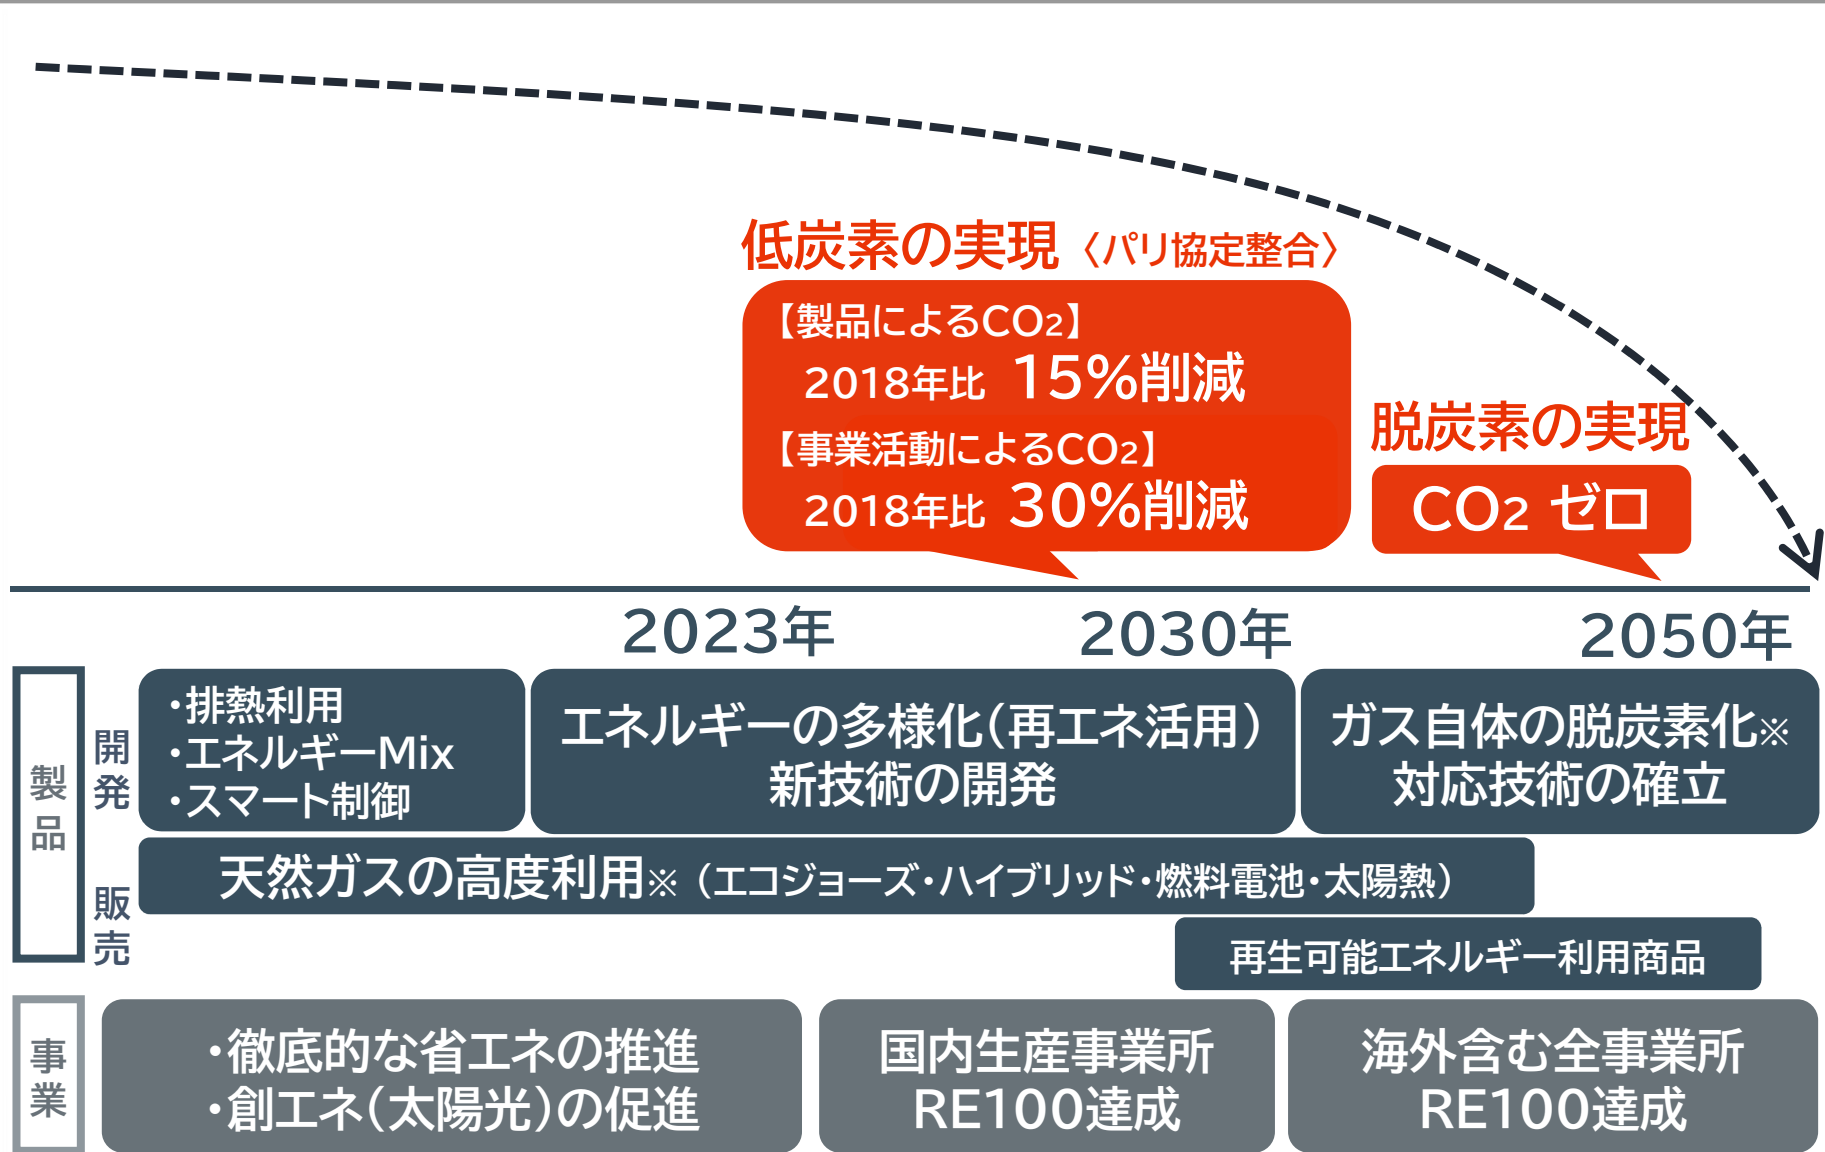 低炭素の実現〈パリ協定整合〉
【製品によるCO2】
2018年比 15%削減
【事業活動によるCO2】
2018年比 30%削減
脱炭素の実現
CO2 ゼロ
2023年
2030年
2050年
製品
開発
・排熱利用
・エネルギーMix
・スマート制御
エネルギーの多様化（再エネ活用）
新技術の開発
ガス自体の脱炭素化※
対応技術の確立
販売
天然ガスの高度利用※（エコジョーズ・ハイブリッド・燃料電池・太陽熱）
再生可能エネルギー利用商品
事業
・徹底的な省エネの推進
・創エネ（太陽光）の促進
国内生産事業所
RE100達成
海外含む全事業所
RE100達成